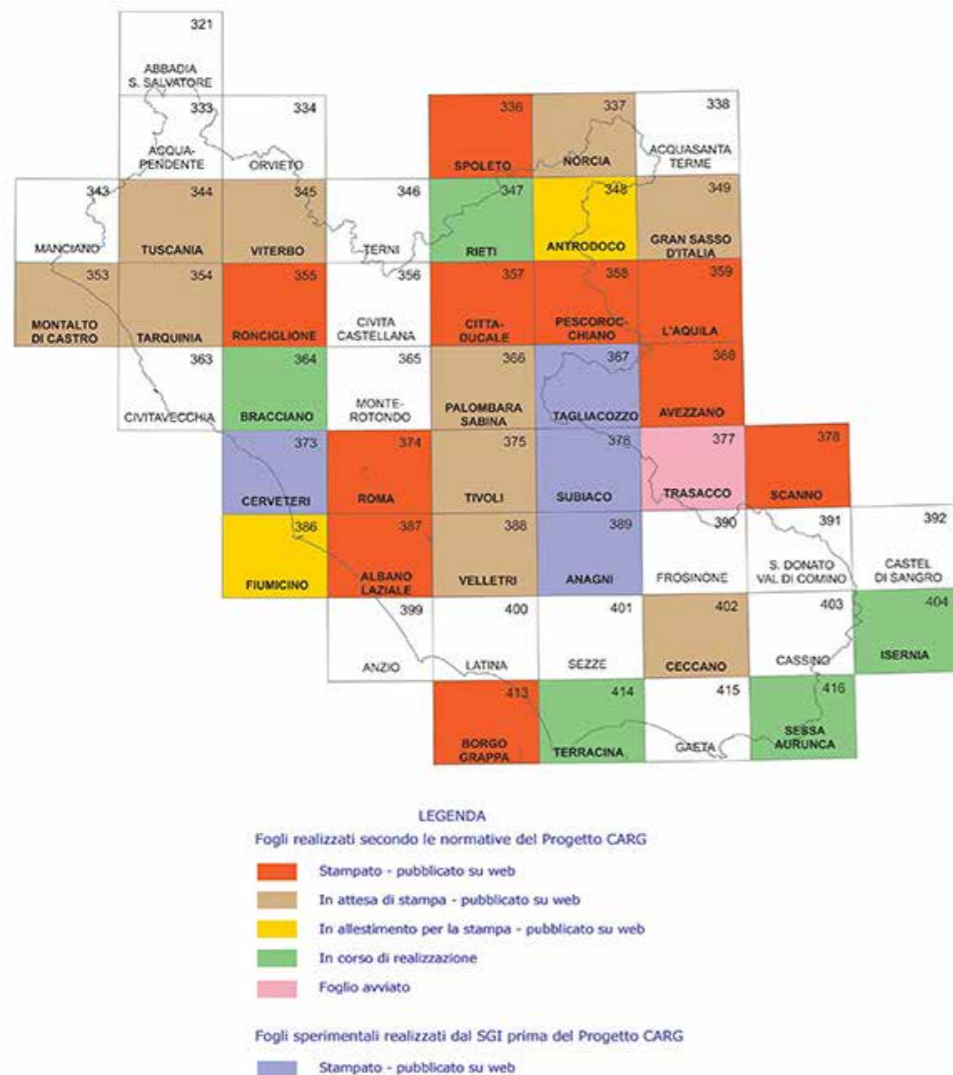 321
ABBADIA
S. SALVATORE
333
ACQUA-
PENDENTE
334
ORVIETO
336
SPOLETO
337
NORCIA
338
ACQUASANTA
TERME
343
MANCIANO
344
TUSCANIA
345
VITERBO
346
TERNI
347
RIETI
348
ANTRODOCO
349
GRAN SASSO
D'ITALIA
353
MONTALTO
DI CASTRO
354
TARQUINIA
355
RONCIGLIONE
356
CIVITA
CASTELLANA
357
CITTA-
DUCALE
358
PESCOROC-
CHIANO
359
L'AQUILA
363
CIVITAVECCHIA
364
BRACCIANO
365
MONTE-
ROTONDO
366
PALOMBARA
SABINA
367
TAGLIACOZZO
368
AVEZZANO
373
CERVETERI
374
ROMA
375
TIVOLI
376
SUBIACO
377
TRASACCO
378
SCANNO
386
FIUMICINO
387
ALBANO
LAZIALE
388
VELLETRI
389
ANAGNI
390
FROSINONE
391
S. DONATO
VAL DI COMINO
392
CASTEL
DI SANGRO
399
ANZIO
400
LATINA
401
SEZZE
402
CECCANO
403
CASSINO
404
ISERNIA
413
BORGO
GRAPPA
414
TERRACINA
415
GAETA
416
SESSA
AURUNCA
LEGENDA
Fogli realizzati secondo le normative del Progetto CARG
Stampato - pubblicato su web
In attesa di stampa - pubblicato su web
In allestimento per la stampa - pubblicato su web
In corso di realizzazione
Foglio avviato
Fogli sperimentali realizzati dal SGI prima del Progetto CARG
Stampato - pubblicato su web